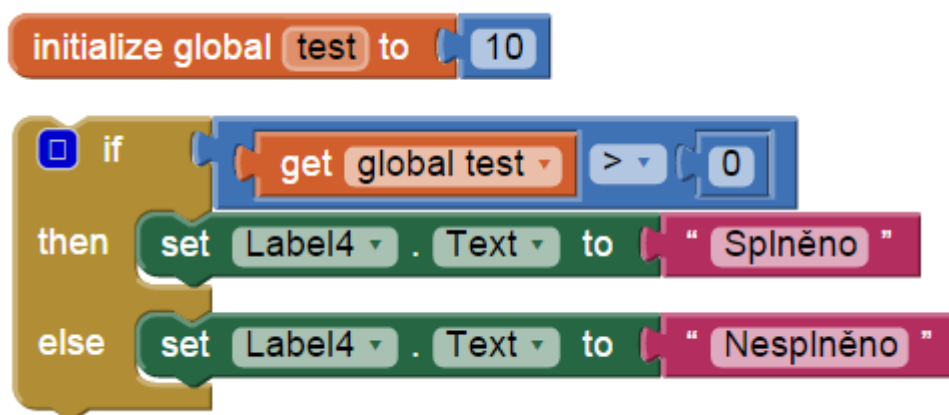 initialize global test to 10
if get global test > 0
then set Label4 . Text to “ Splněno ”
else set Label4 . Text to “ Nesplněno ”